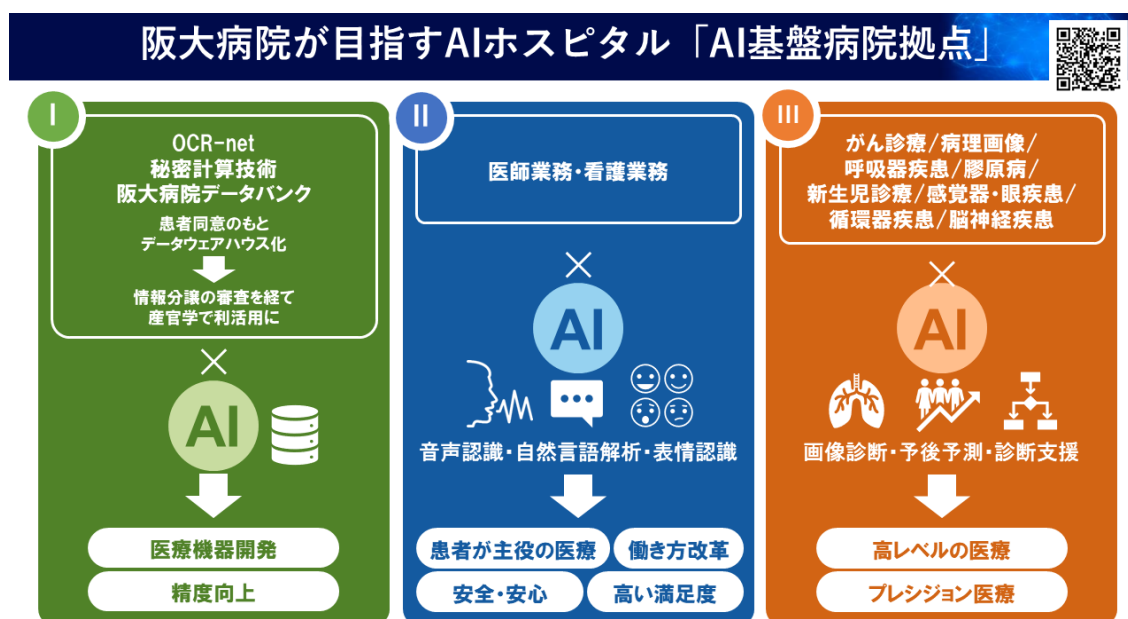 阪大病院が目指すAIホスピタル「AI基盤病院拠点」
I
OCR-net
秘密計算技術
阪大病院データバンク
患者同意のもと
データウェアハウス化
情報分譲の審査を経て
産官学で利活用に
×
AI
医療機器開発
精度向上
II
医師業務・看護業務
×
AI
音声認識・自然言語解析・表情認識
患者が主役の医療 働き方改革
安全・安心 高い満足度
III
がん診療/病理画像/
呼吸器疾患/膠原病/
新生児診療/感覚器・眼疾患/
循環器疾患/脳神経疾患
×
AI
画像診断・予後予測・診断支援
高レベルの医療
プレシジョン医療